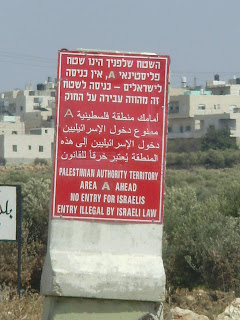 השטח שלפניך הינו שטח
פלסטינאי A, אין כניסה
לישראלים - כניסה לשטח
זה מהווה עבירה על החוק
أمامك منطقة فلسطينية A
ممنوع دخول الإسرائيليين
دخول الإسرائيليين إلى هذه
المنطقة يُعتبر خرقاً للقانون
PALESTINIAN AUTHORITY TERRITORY
AREA A AHEAD
NO ENTRY FOR ISRAELIS
ENTRY ILLEGAL BY ISRAELI LAW